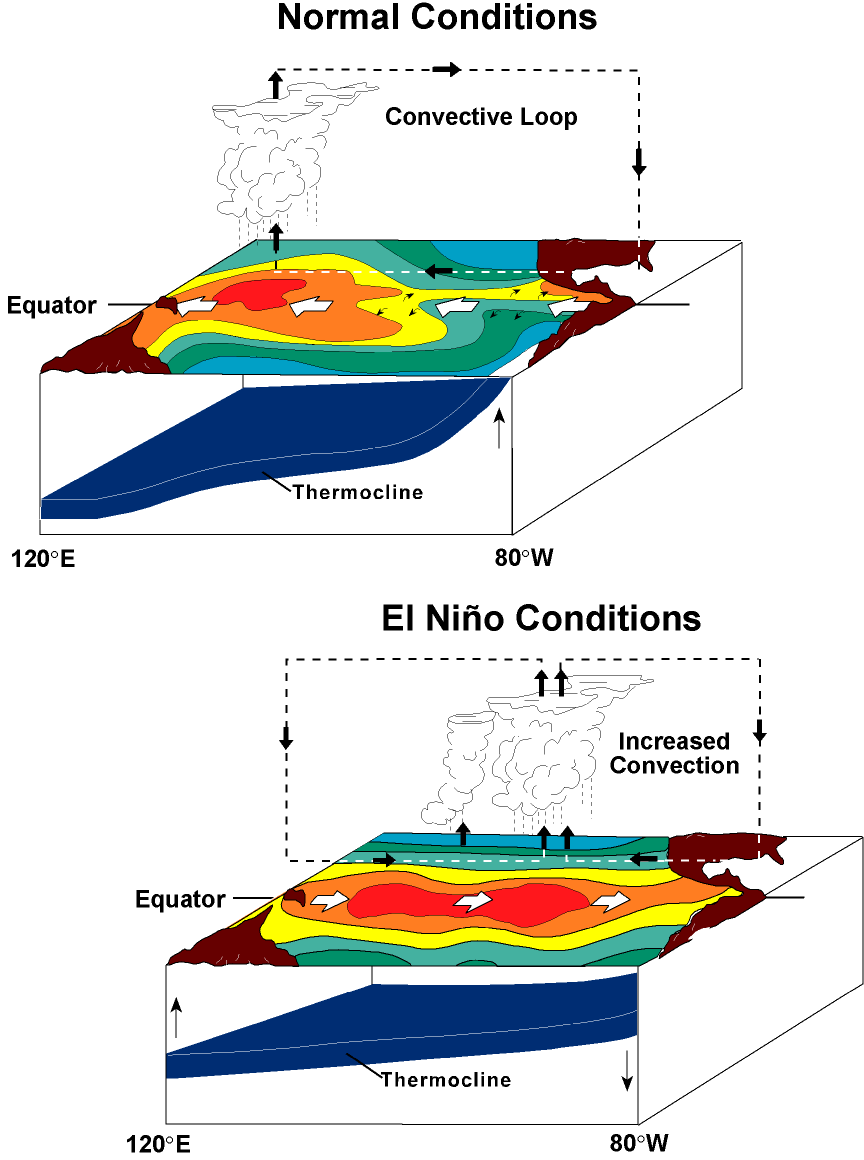 Normal Conditions
Convective Loop
Equator
Thermocline
120°E
80°W
El Niño Conditions
Increased
Convection
Equator
Thermocline
120°E
80°W